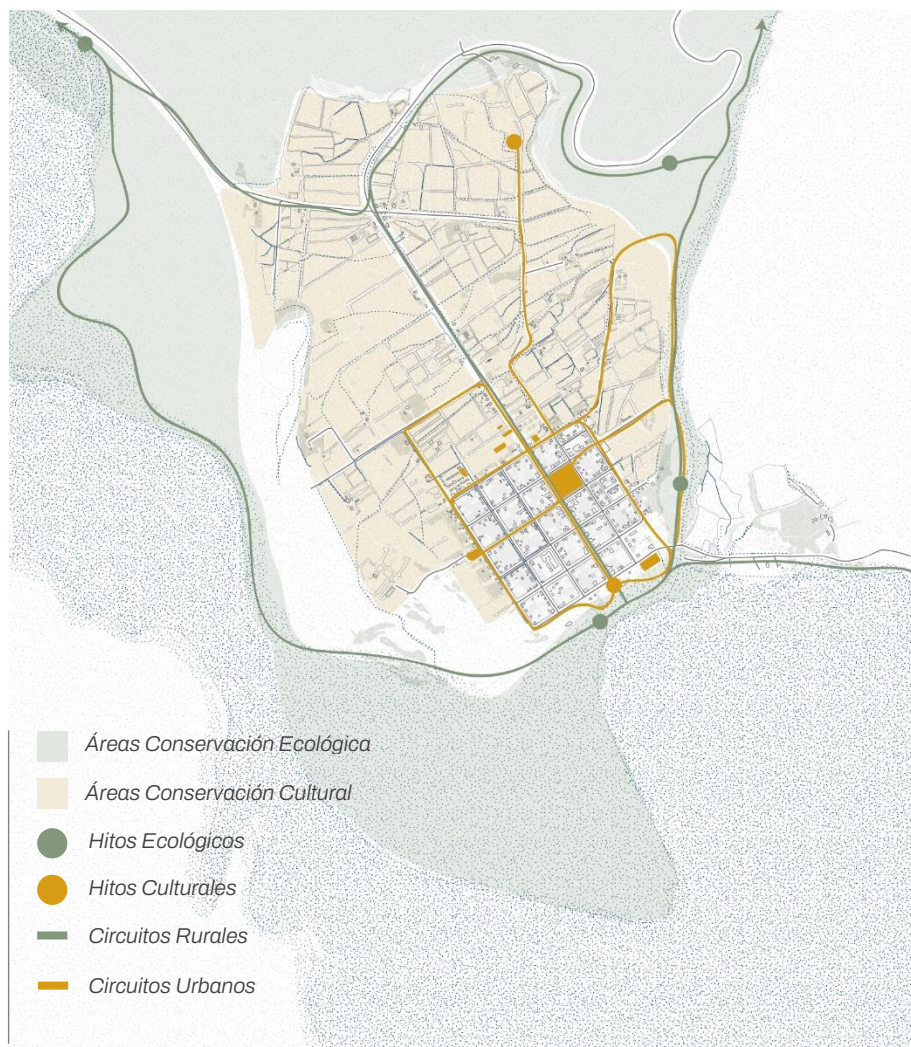 Áreas Conservación Ecológica
Áreas Conservación Cultural
Hitos Ecológicos
Hitos Culturales
Circuitos Rurales
Circuitos Urbanos